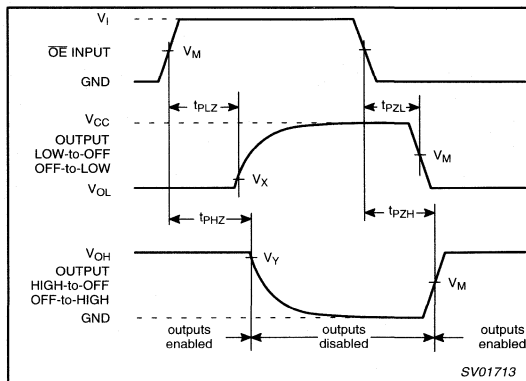 VI
OE INPUT
VM
GND
tPLZ
tPZL
VCC
OUTPUT
LOW-to-OFF
OFF-to-LOW
VM
VX
VOL
tPHZ
tPZH
VOH
VY
OUTPUT
HIGH-to-OFF
OFF-to-HIGH
VM
GND
outputs
enabled
outputs
disabled
outputs
enabled
SV01713